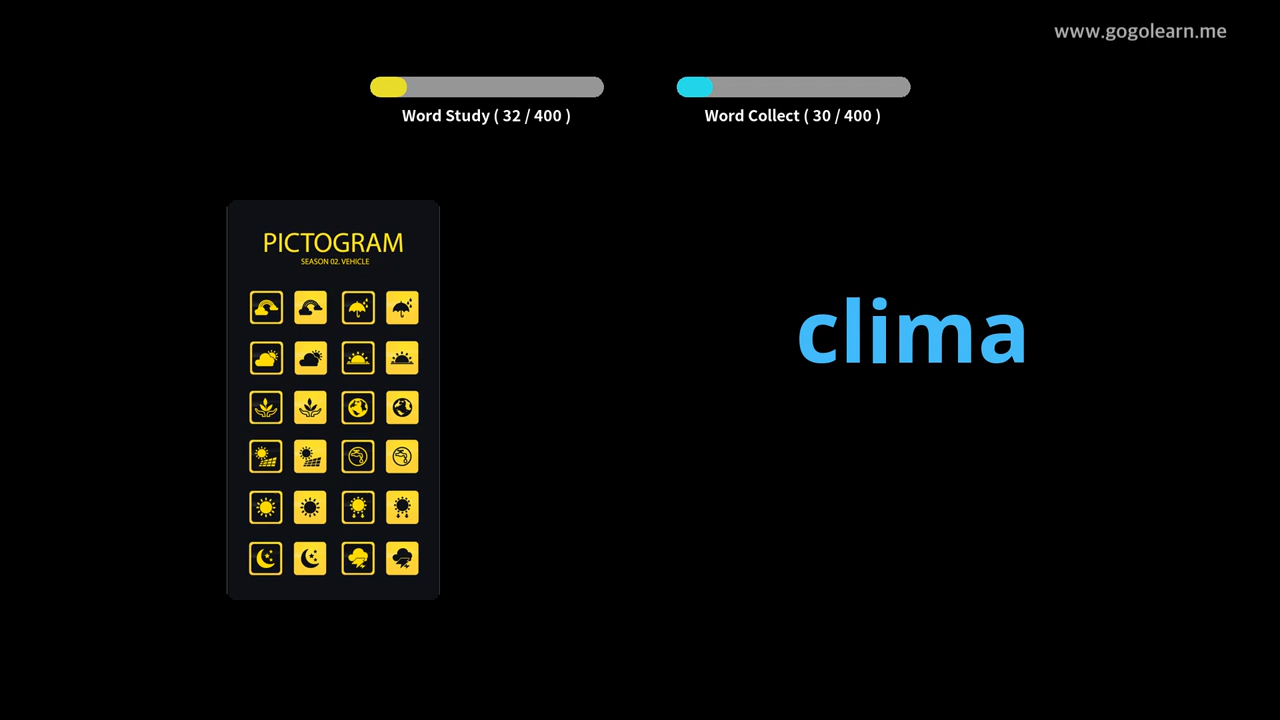 www.gogolearn.me
Word Study ( 32 / 400 )
Word Collect ( 30 / 400 )
PICTOGRAM
SEASON 02. VEHICLE
clima